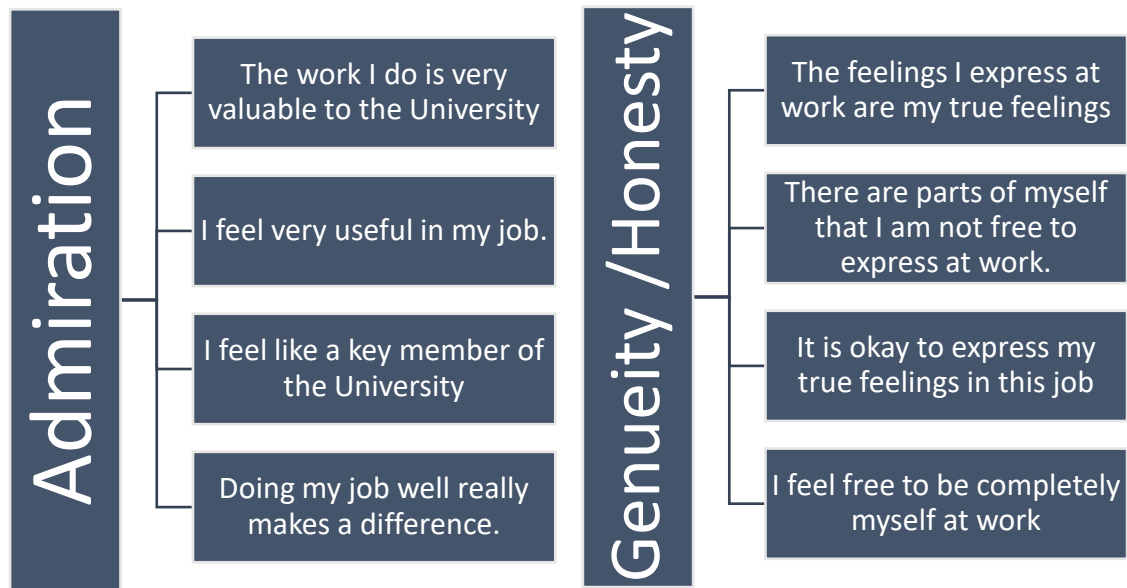 Admiration
The work I do is very
valuable to the University
I feel very useful in my job.
I feel like a key member of
the University
Doing my job well really
makes a difference.
Genueity /Honesty
The feelings I express at
work are my true feelings
There are parts of myself
that I am not free to
express at work.
It is okay to express my
true feelings in this job
I feel free to be completely
myself at work